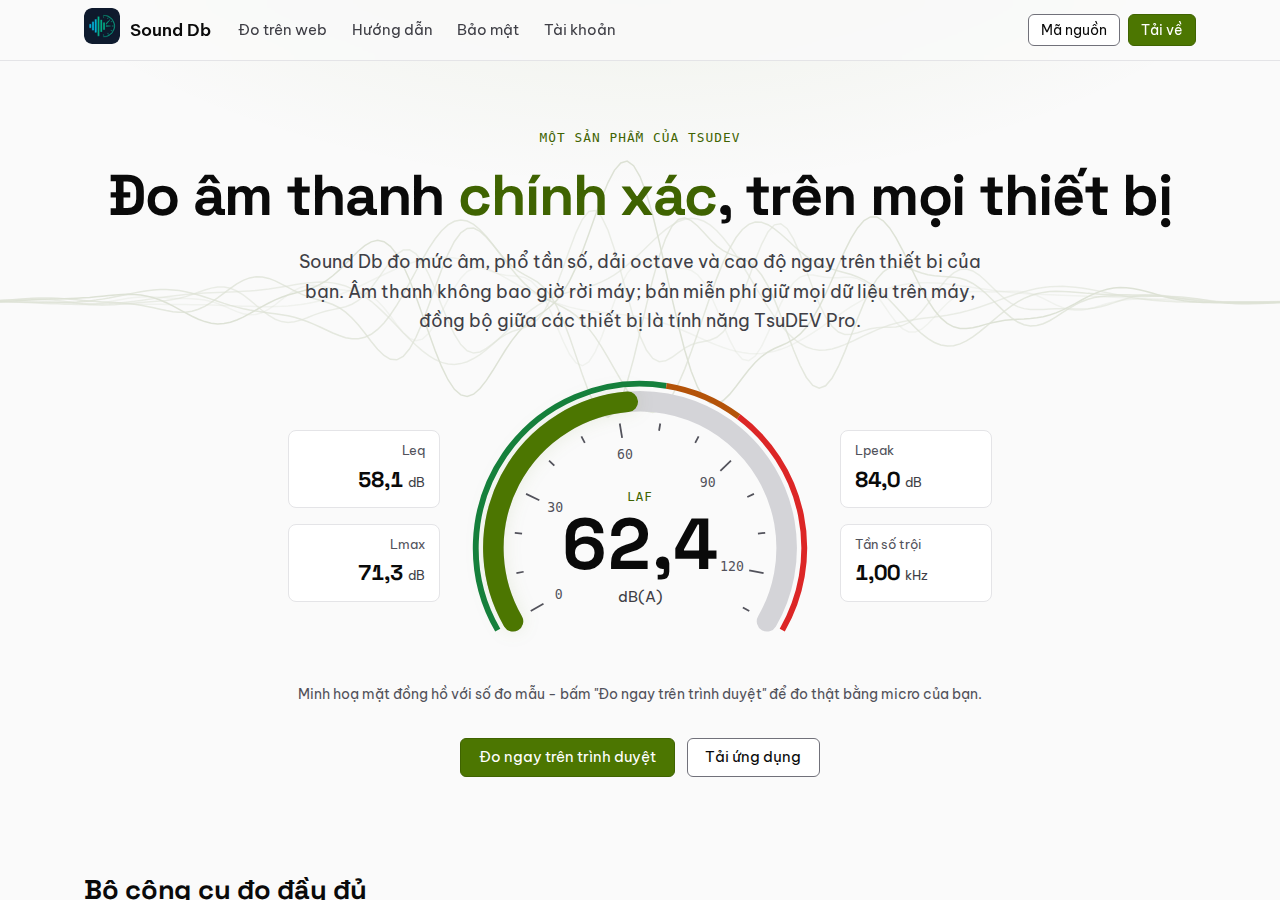 Sound Db
Đo trên web
Hướng dẫn
Bảo mật
Tài khoản
Mã nguồn
Tải về
MỘT SẢN PHẨM CỦA TSUDEV
Đo âm thanh chính xác, trên mọi thiết bị
Sound Db đo mức âm, phổ tần số, dải octave và cao độ ngay trên thiết bị của
bạn. Âm thanh không bao giờ rời máy; bản miễn phí giữ mọi dữ liệu trên máy,
đồng bộ giữa các thiết bị là tính năng TsuDEV Pro.
Leq
58,1 dB
Lmax
71,3 dB
0
30
60
90
120
LAF
62,4
dB(A)
Lpeak
84,0 dB
Tần số trội
1,00 kHz
Minh hoạ mặt đồng hồ với số đo mẫu - bấm "Đo ngay trên trình duyệt" để đo thật bằng micro của bạn.
Đo ngay trên trình duyệt
Tải ứng dụng
Bộ công cụ đo đầy đủ